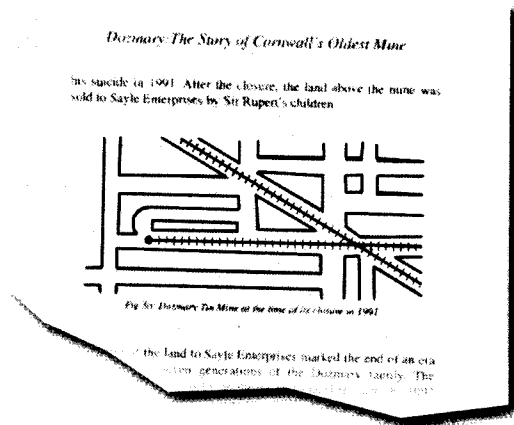 Dozmary: The Story of Cornwall's Oldest Mine
his suicide in 1991. After the closure, the land above the mine was
sold to Sayle Enterprises by Sir Rupert's children
Fig 5c: Dozmary Tin Mine at the time of its closure in 1991
the land to Sayle Enterprises marked the end of an era
generations of the Dozmary family. The